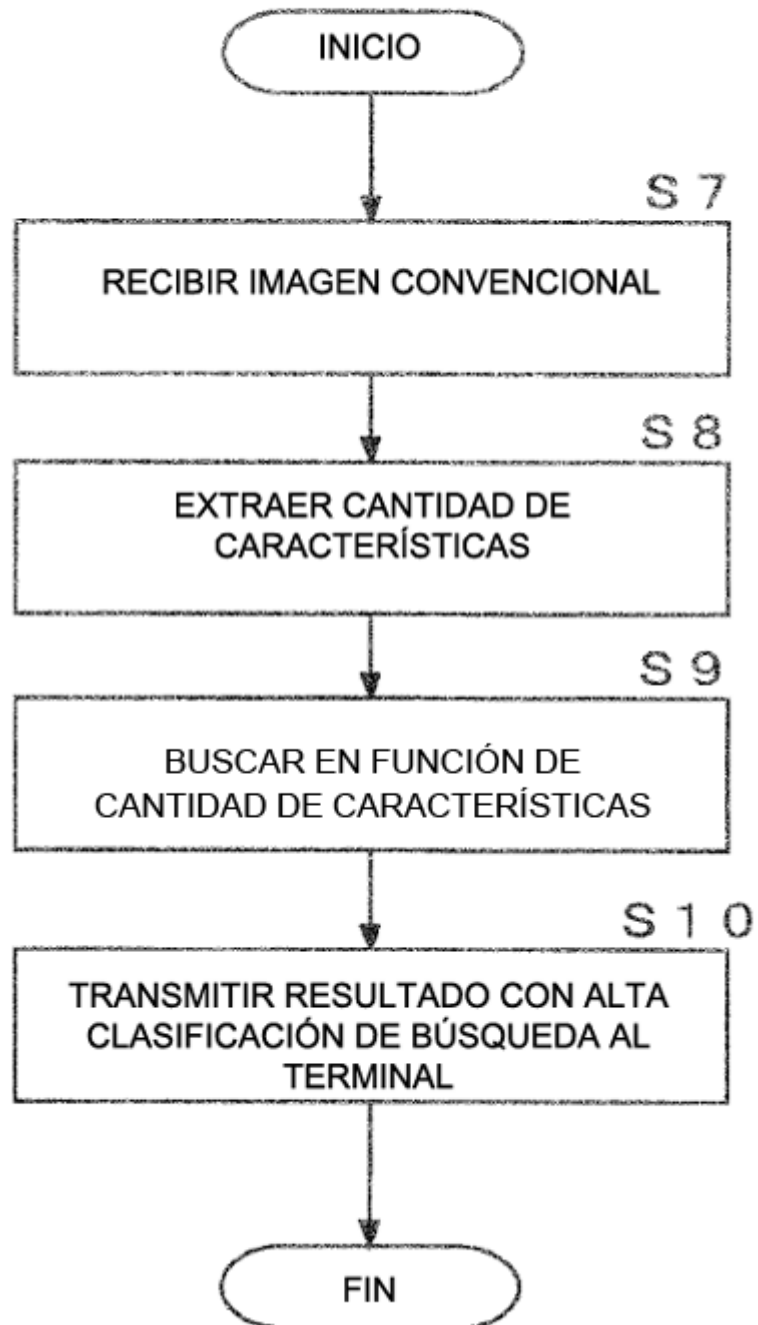 INICIO
S 7
RECIBIR IMAGEN CONVENCIONAL
S 8
EXTRAER CANTIDAD DE
CARACTERÍSTICAS
S 9
BUSCAR EN FUNCIÓN DE
CANTIDAD DE CARACTERÍSTICAS
S 1 0
TRANSMITIR RESULTADO CON ALTA
CLASIFICACIÓN DE BÚSQUEDA AL
TERMINAL
FIN